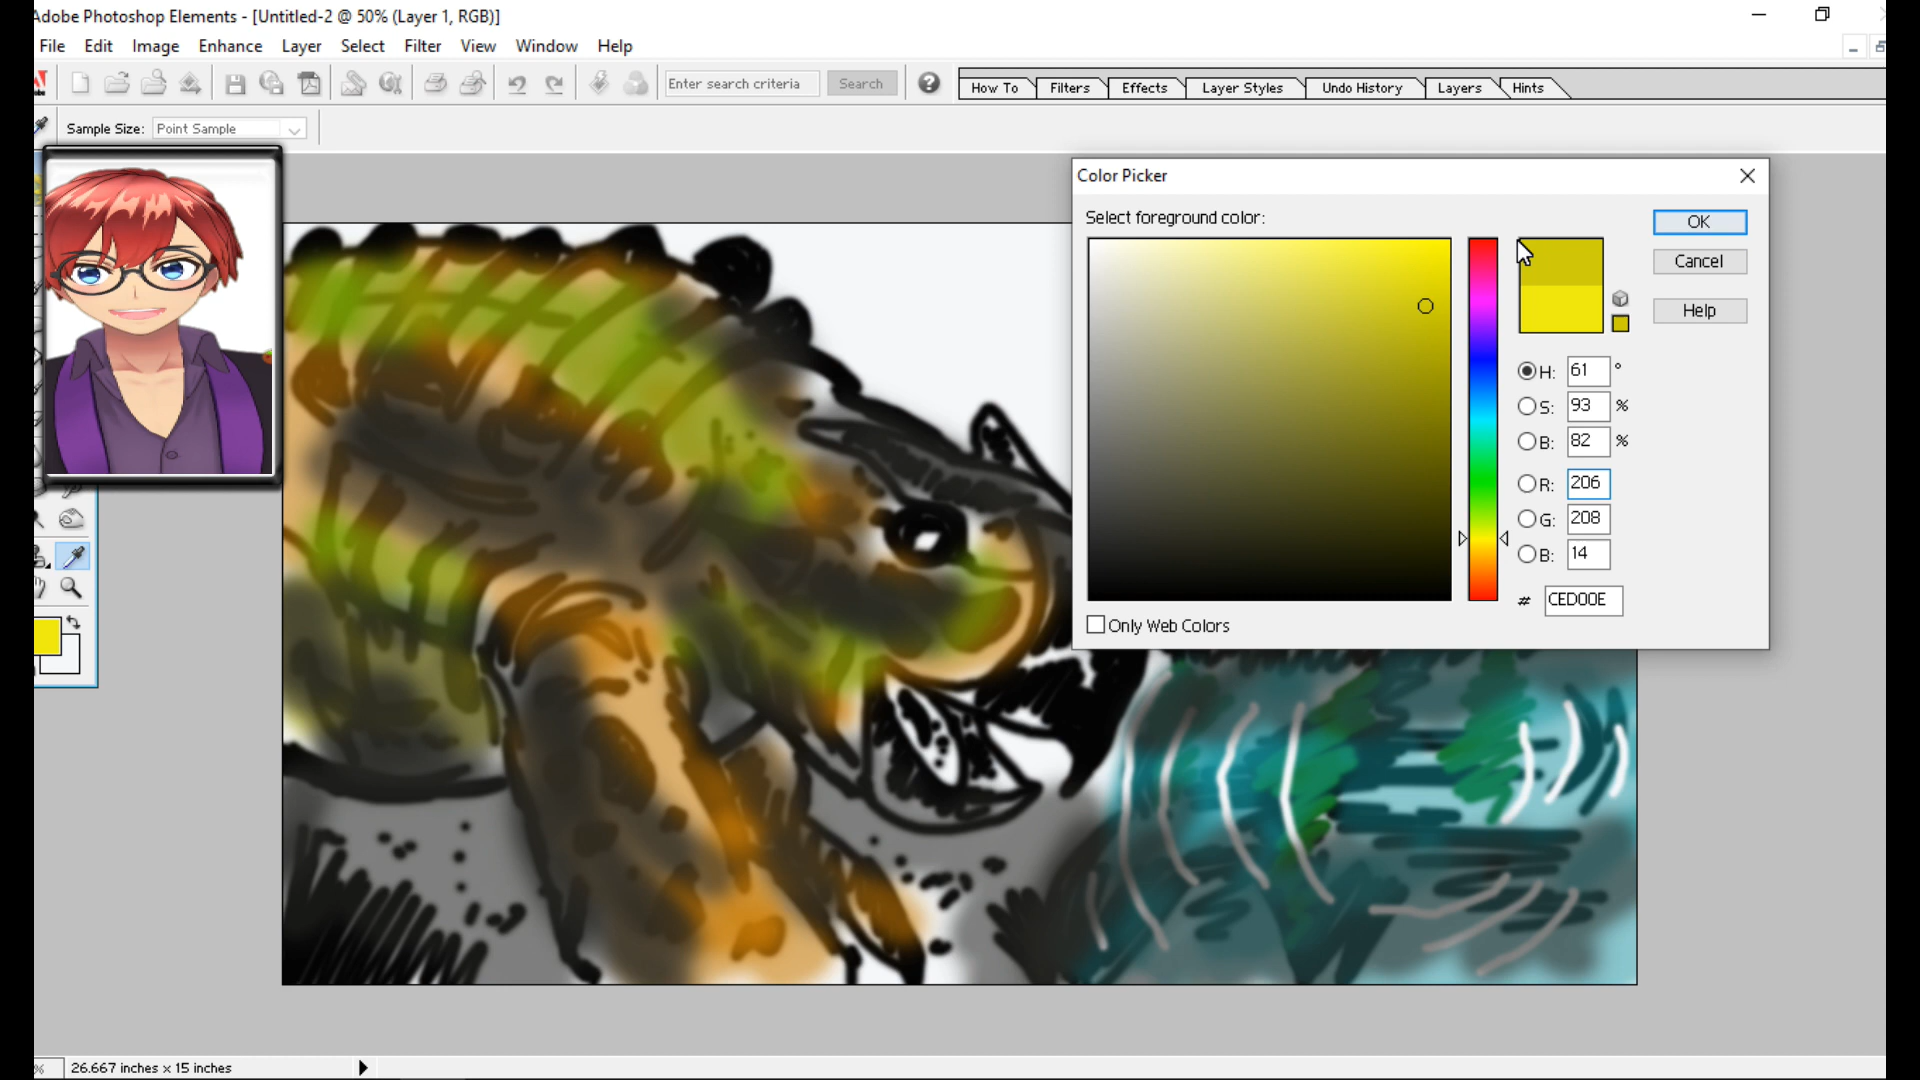 Adobe Photoshop Elements - [Untitled-2 @ 50% (Layer 1, RGB)]
File Edit Image Enhance Layer Select Filter View Window Help
Enter search criteria Search ? How To Filters Effects Layer Styles Undo History Layers Hints
Sample Size: Point Sample
Color Picker
Select foreground color:
OK
Cancel
Help
H: 61 °
S: 93 %
B: 82 %
R: 206
G: 208
B: 14
# CED00E
Only Web Colors
% 26.667 inches x 15 inches